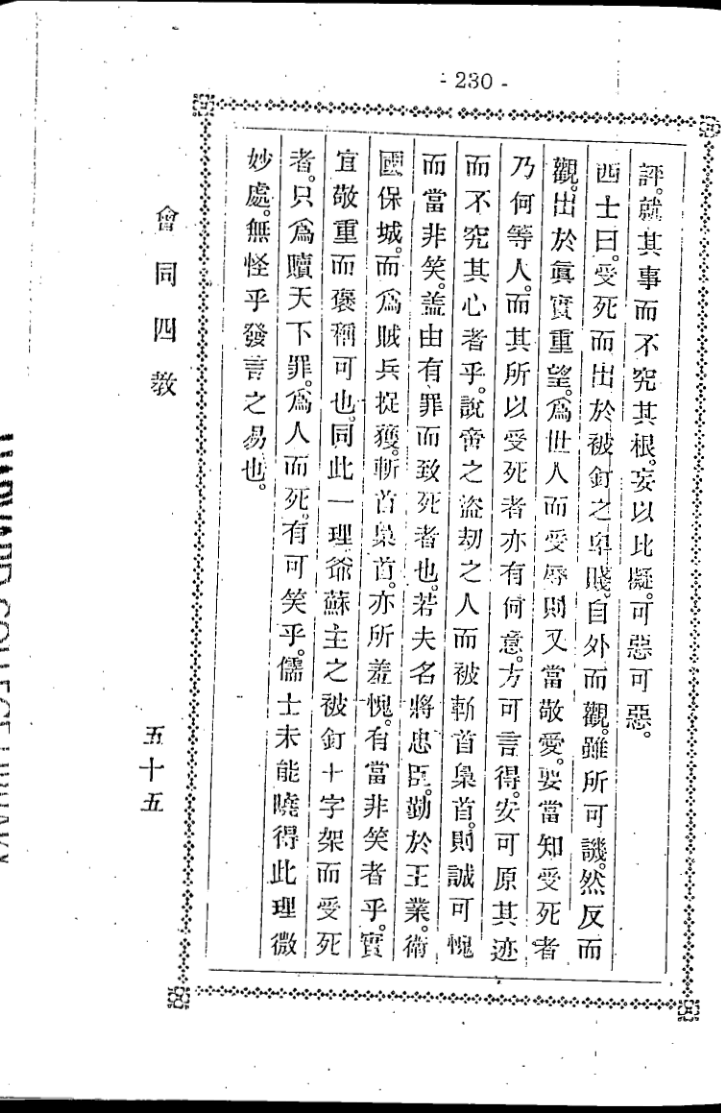 - 230 -
評。就其事而不究其根。妄以比擬。可惡可惡。
西士曰。受死而出於被釘之卑賤。自外而觀。雖所可譏。然反而
觀。出於眞實重望。爲世人而受辱則又當敬愛。要當知受死者
乃何等人。而其所以受死者亦有何意。方可言得。安可原其迹
而不究其心者乎。說帝之盜刼之人而被斬首梟首。則誠可愧
而當非笑。盖由有罪而致死者也。若夫名將忠臣。勤於王業。衛
國保城。而爲賊兵捉獲。斬首梟首。亦所羞愧。有當非笑者乎。實
宜敬重而褒稱可也。同此一理爺蘇主之被釘十字架而受死
者。只爲贖天下罪。爲人而死。有可笑乎。儒士未能曉得此理微
妙處。無怪乎發言之易也。
會同四教
五十五
HARVARD COLLEGE LIBRARY